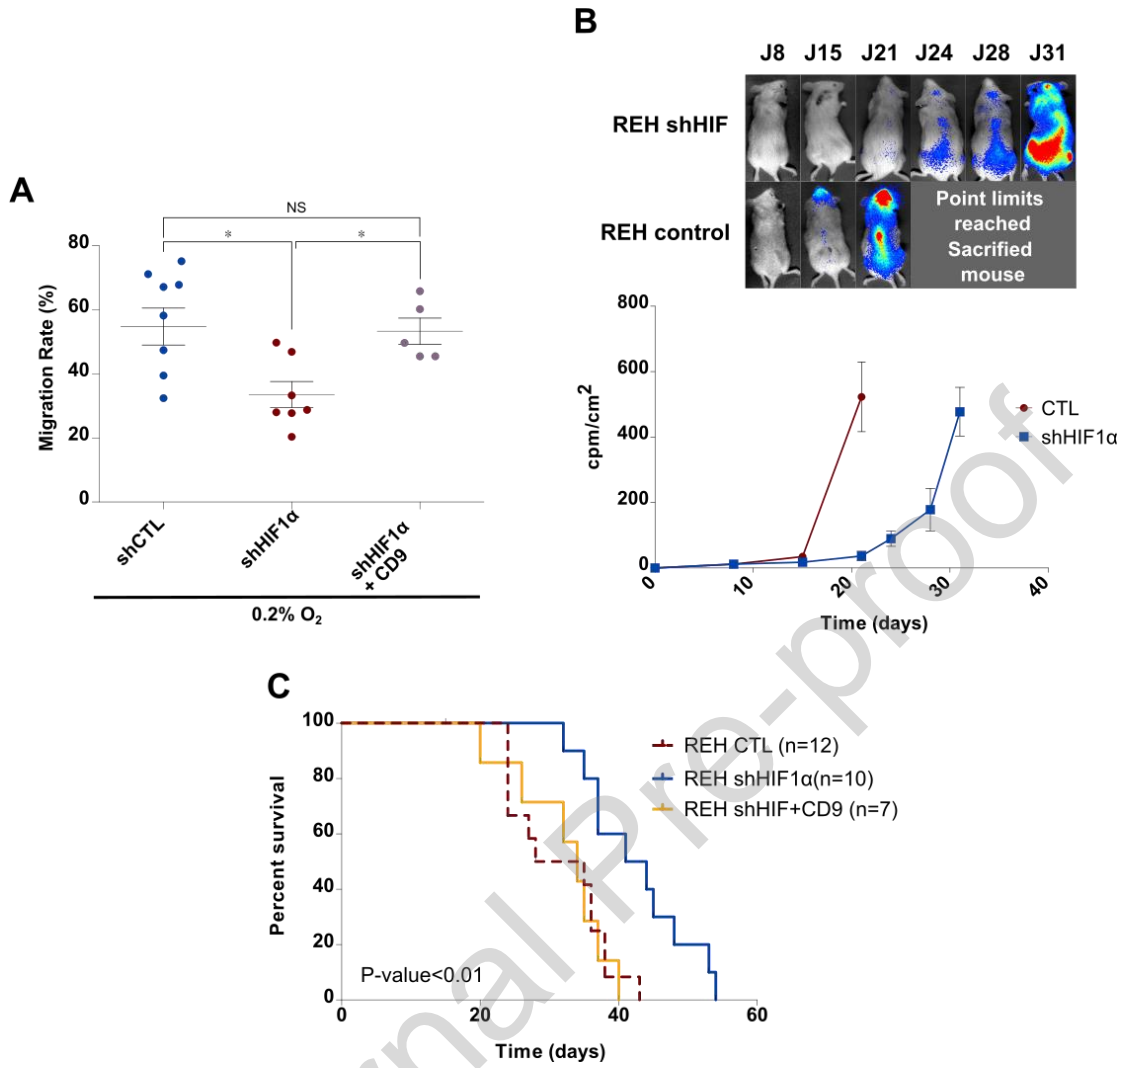 B
J8 J15 J21 J24 J28 J31
REH shHIF
REH control
Point limits
reached
Sacrified
mouse
A
NS
*
*
80
60
40
20
0
Migration Rate (%)
shCTL
shHIF1α
shHIF1α
+ CD9
0.2% O2
800
600
400
200
0
cpm/cm2
0 10 20 30 40
Time (days)
CTL
shHIF1α
C
100
80
60
40
20
0
Percent survival
REH CTL (n=12)
REH shHIF1α(n=10)
REH shHIF+CD9 (n=7)
P-value<0.01
0 20 40 60
Time (days)
nal Pre-proof